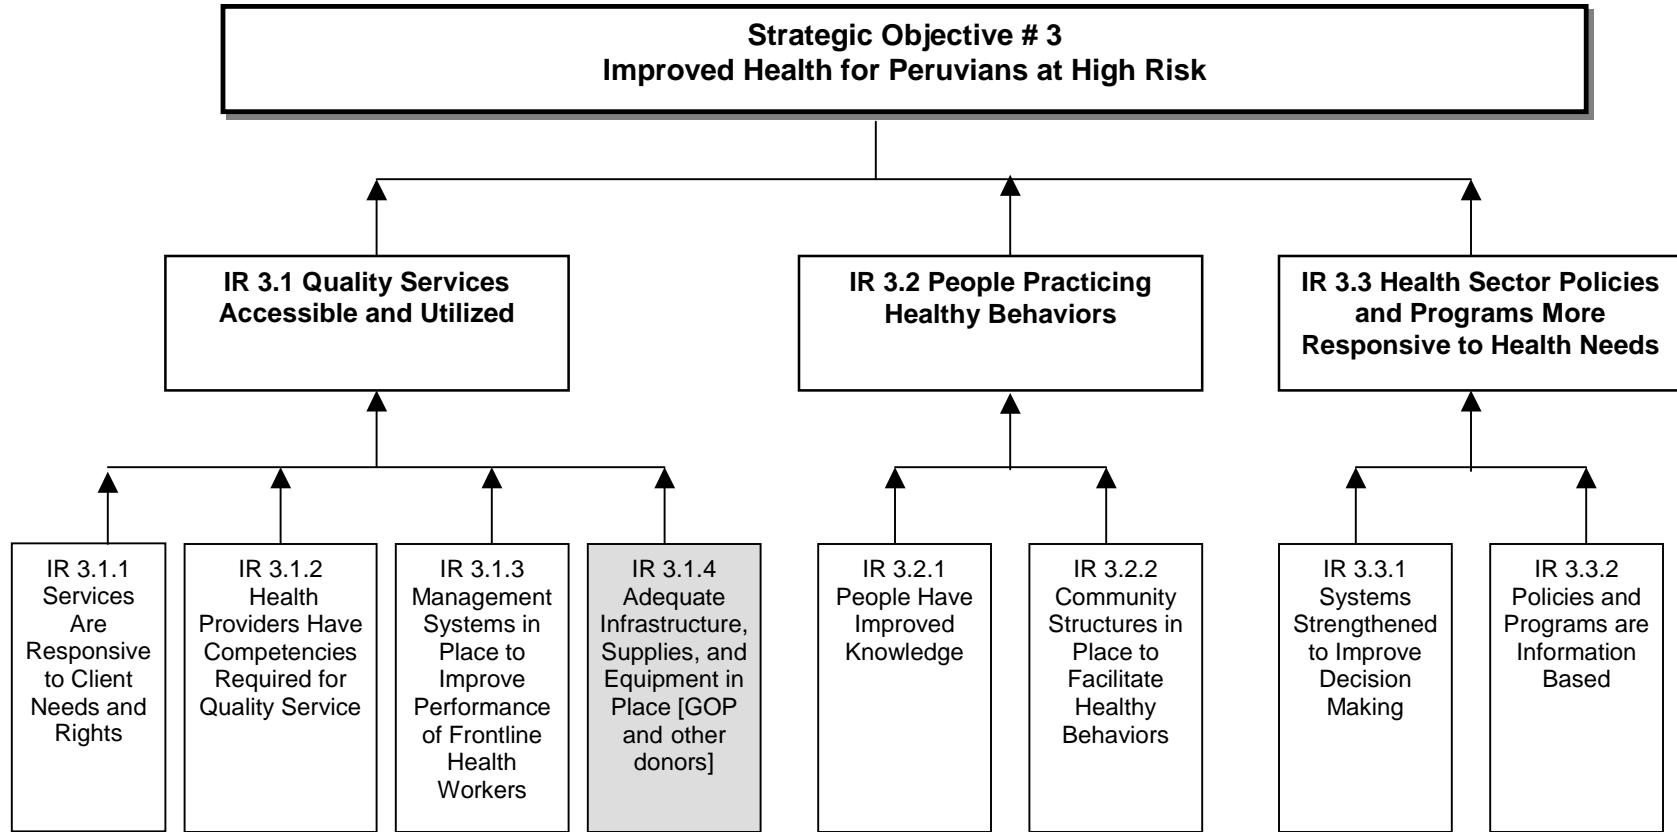 Strategic Objective # 3
Improved Health for Peruvians at High Risk
IR 3.1 Quality Services
Accessible and Utilized
IR 3.2 People Practicing
Healthy Behaviors
IR 3.3 Health Sector Policies
and Programs More
Responsive to Health Needs
IR 3.1.1
Services
Are
Responsive
to Client
Needs and
Rights
IR 3.1.2
Health
Providers Have
Competencies
Required for
Quality Service
IR 3.1.3
Management
Systems in
Place to
Improve
Performance
of Frontline
Health
Workers
IR 3.1.4
Adequate
Infrastructure,
Supplies, and
Equipment in
Place [GOP
and other
donors]
IR 3.2.1
People Have
Improved
Knowledge
IR 3.2.2
Community
Structures in
Place to
Facilitate
Healthy
Behaviors
IR 3.3.1
Systems
Strengthened
to Improve
Decision
Making
IR 3.3.2
Policies and
Programs are
Information
Based